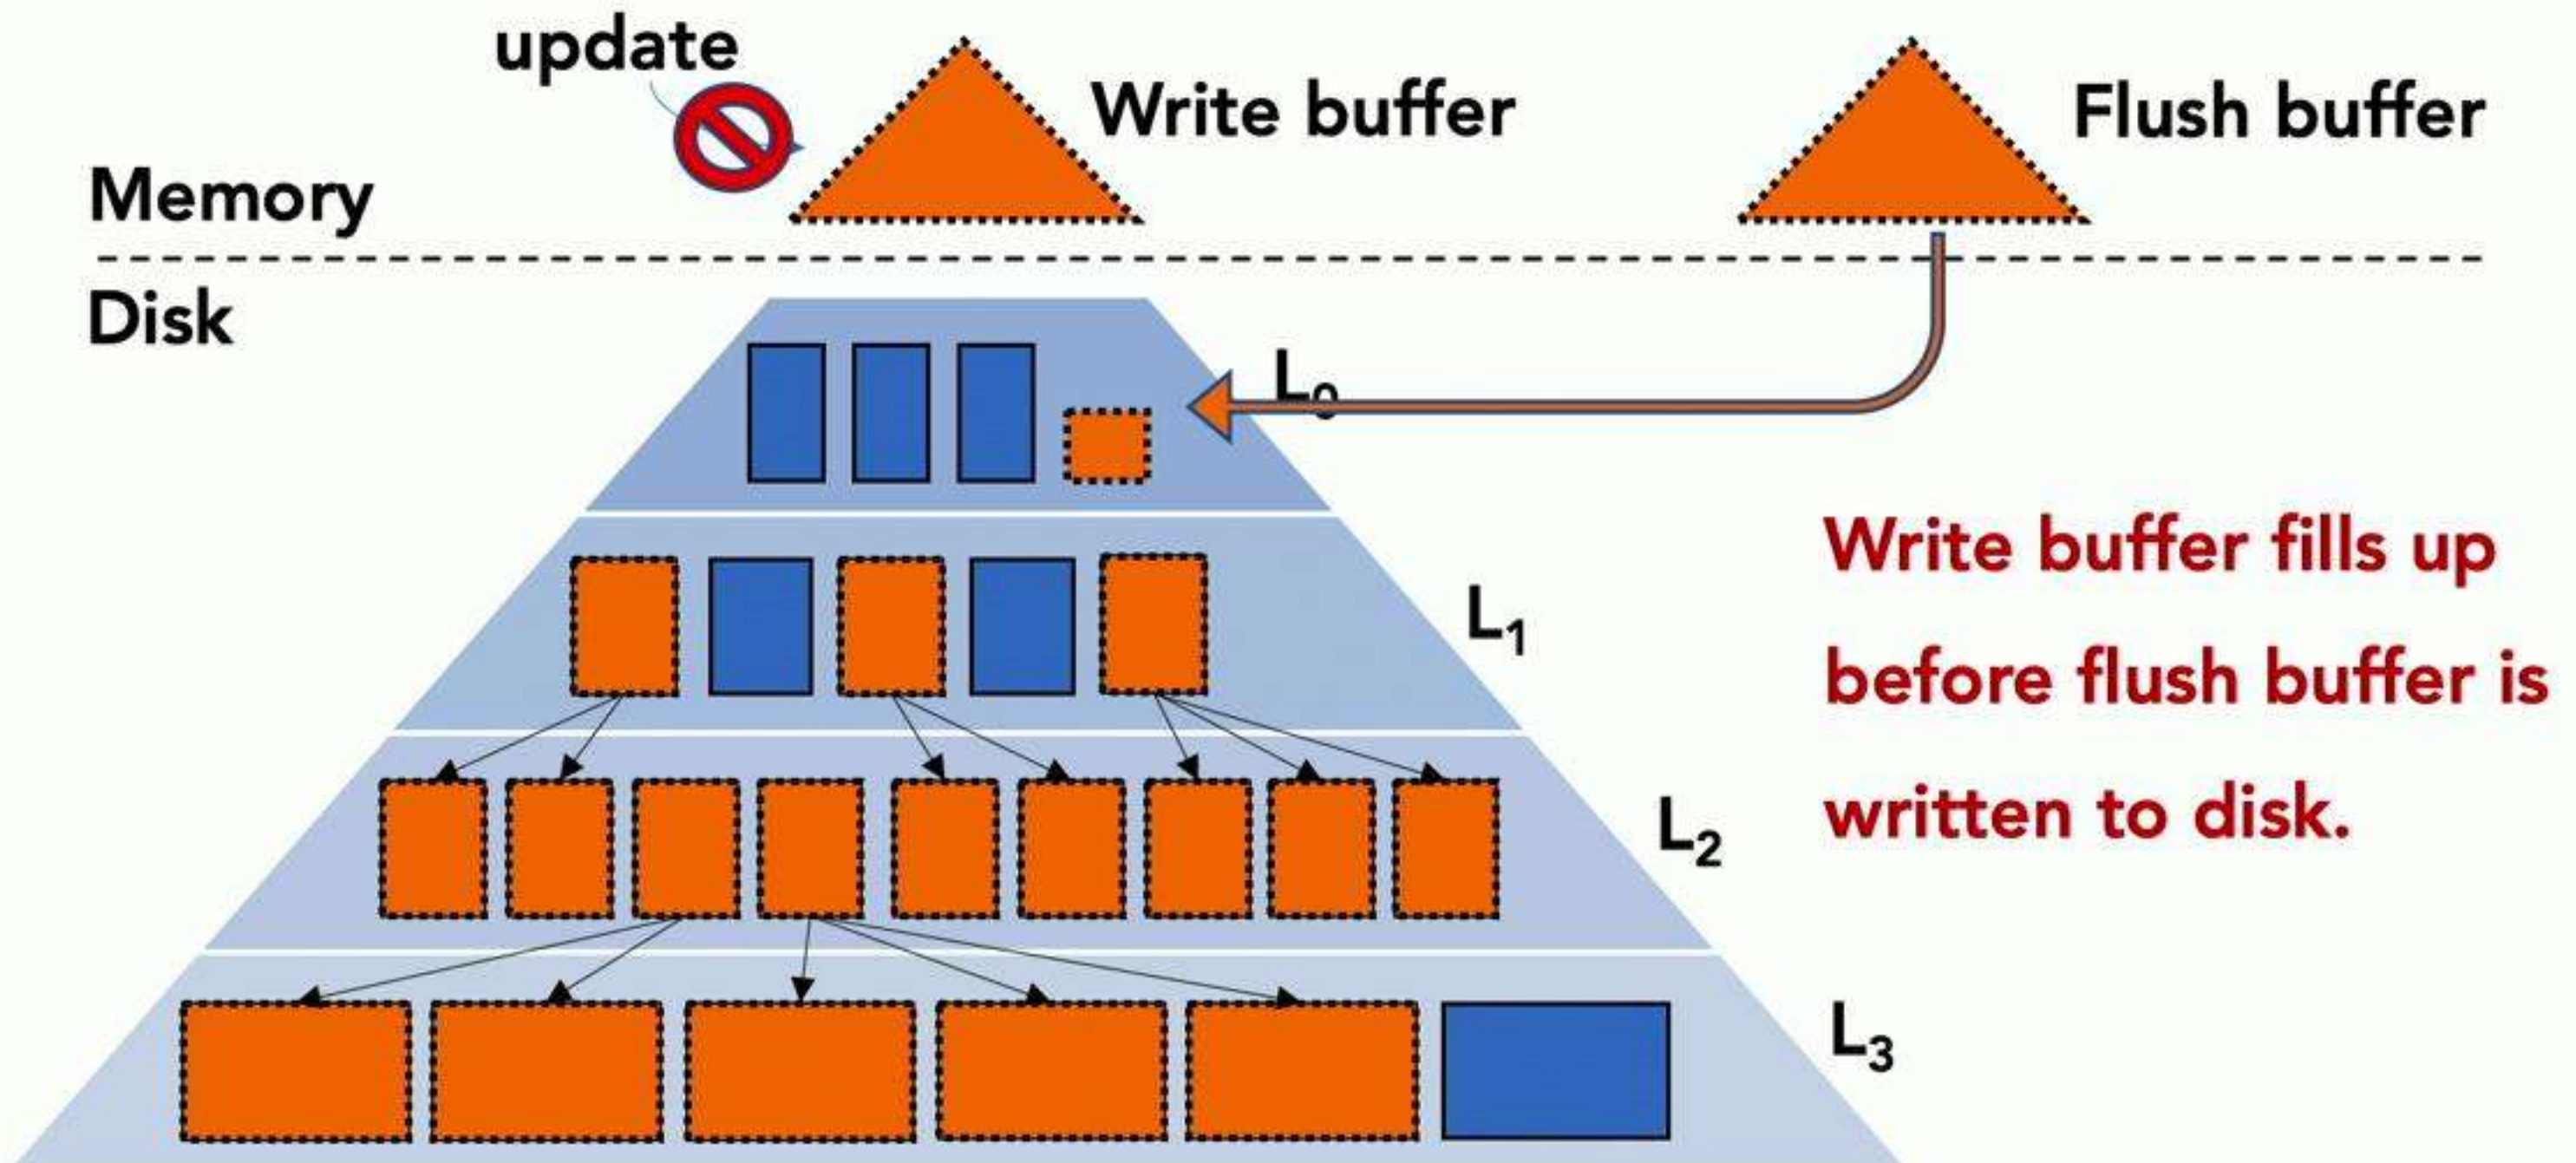 update
Write buffer
Flush buffer
Memory
Disk
L0
L1
Write buffer fills up
before flush buffer is
written to disk.
L2
L3